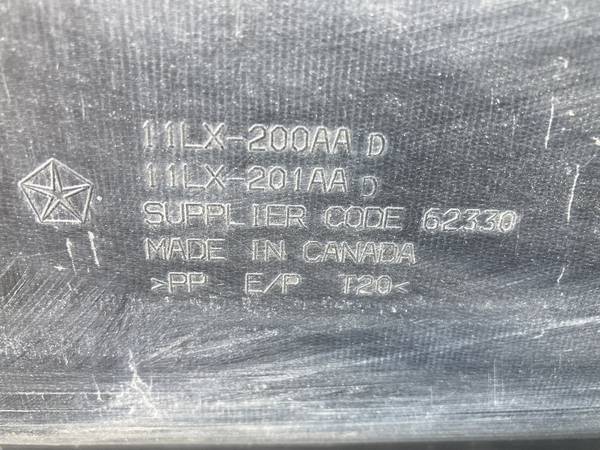 11LX-200AA D
11LX-201AA D
SUPPLIER CODE 62330
MADE IN CANADA
>PP E/P T20<